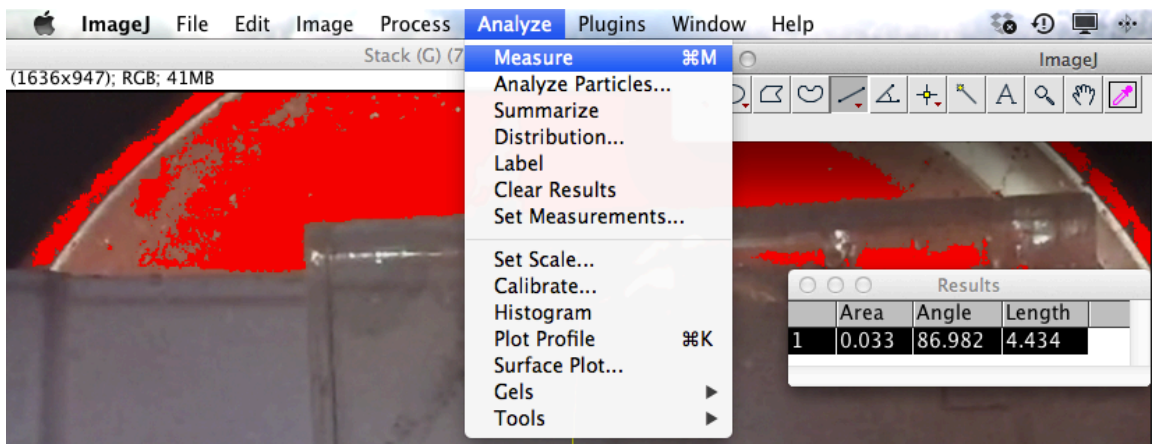 ImageJ File Edit Image Process Analyze Plugins Window Help
Stack (G) (7
(1636x947); RGB; 41MB
Measure ⌘M
Analyze Particles...
Summarize
Distribution...
Label
Clear Results
Set Measurements...
Set Scale...
Calibrate...
Histogram
Plot Profile ⌘K
Surface Plot...
Gels
Tools
ImageJ
A
Results
Area Angle Length
1 0.033 86.982 4.434